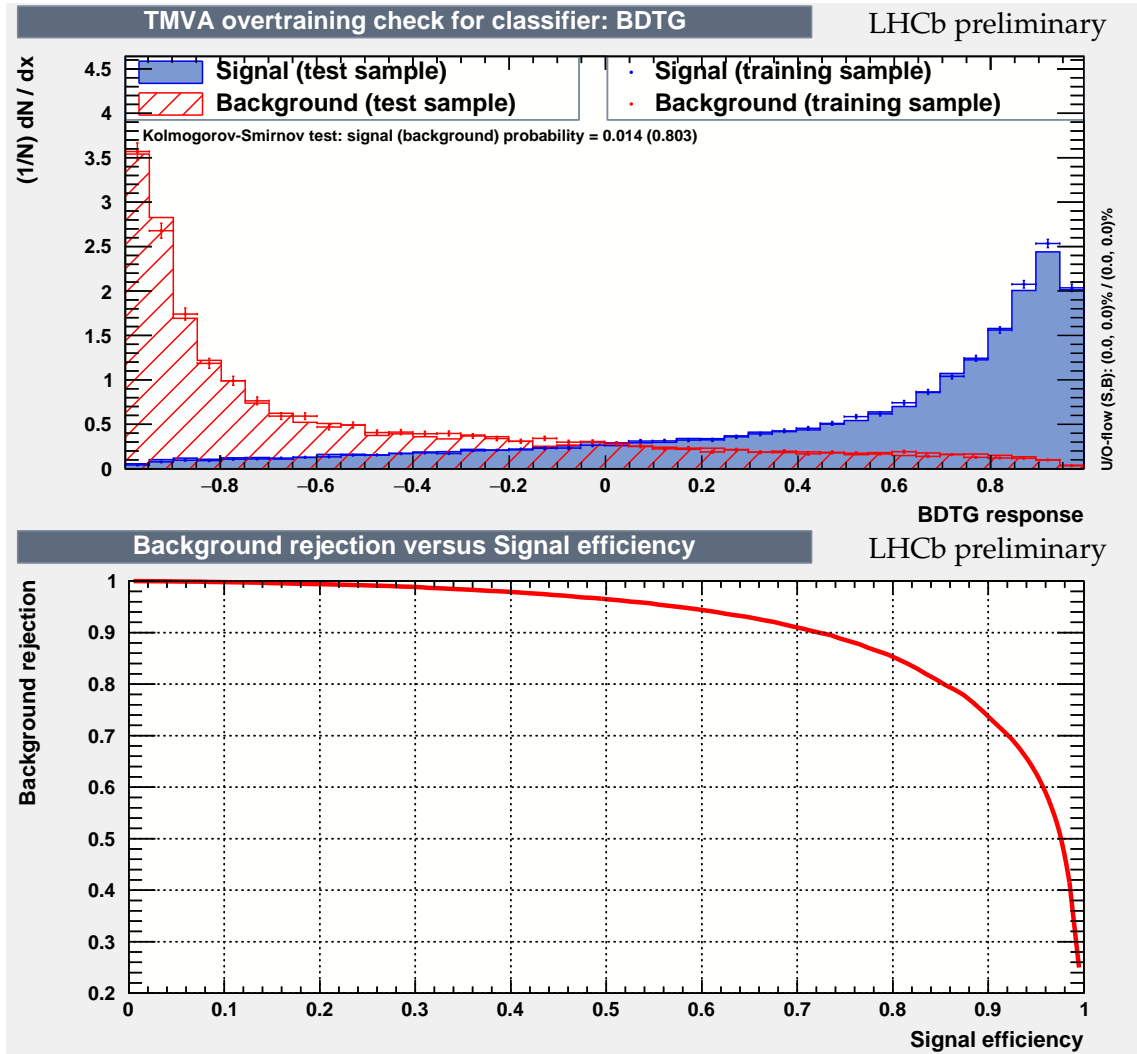 TMVA overtraining check for classifier: BDTG
LHCb preliminary
Signal (test sample)
Background (test sample)
Signal (training sample)
Background (training sample)
Kolmogorov-Smirnov test: signal (background) probability = 0.014 (0.803)
(1/N) dN / dx
4.5
4
3.5
3
2.5
2
1.5
1
0.5
0
−0.8 −0.6 −0.4 −0.2 0 0.2 0.4 0.6 0.8
BDTG response
U/O-flow (S,B): (0.0, 0.0)% / (0.0, 0.0)%
Background rejection versus Signal efficiency
LHCb preliminary
Background rejection
1
0.9
0.8
0.7
0.6
0.5
0.4
0.3
0.2
0 0.1 0.2 0.3 0.4 0.5 0.6 0.7 0.8 0.9 1
Signal efficiency